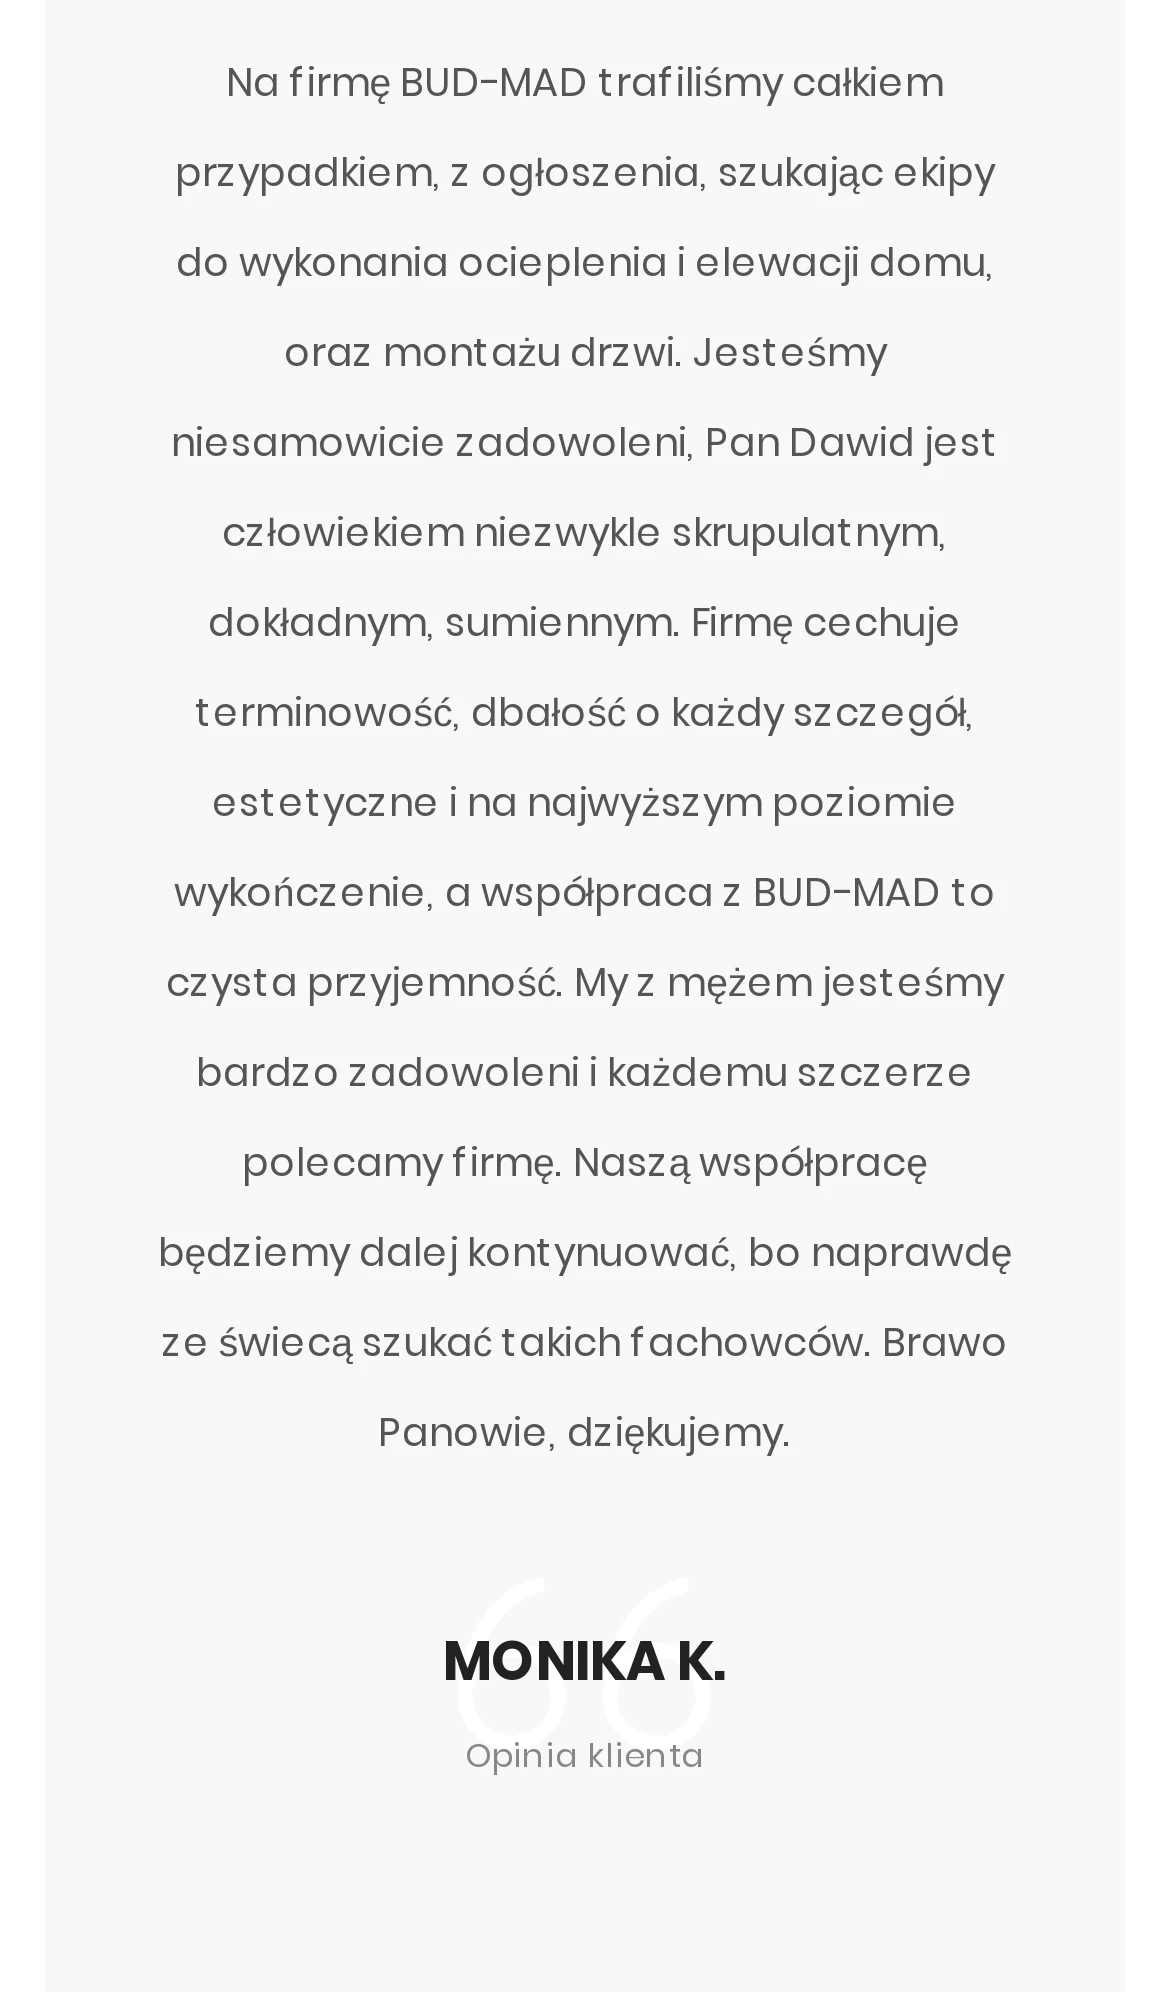 Na firmę BUD-MAD trafiliśmy całkiem
przypadkiem, z ogłoszenia, szukając ekipy
do wykonania ocieplenia i elewacji domu,
oraz montażu drzwi. Jesteśmy
niesamowicie zadowoleni, Pan Dawid jest
człowiekiem niezwykle skrupulatnym,
dokładnym, sumiennym. Firmę cechuje
terminowość, dbałość o każdy szczegół,
estetyczne i na najwyższym poziomie
wykończenie, a współpraca z BUD-MAD to
czysta przyjemność. My z mężem jesteśmy
bardzo zadowoleni i każdemu szczerze
polecamy firmę. Naszą współpracę
będziemy dalej kontynuować, bo naprawdę
ze świecą szukać takich fachowców. Brawo
Panowie, dziękujemy.
MONIKA K.
Opinia klienta